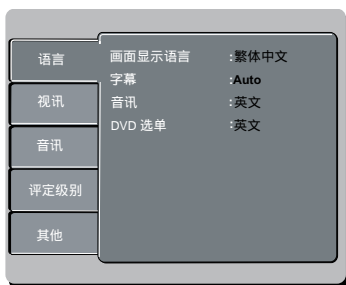 语言
视讯
音讯
评定级别
其他
画面显示语言 :繁体中文
字幕 :Auto
音讯 :英文
DVD 选单 :英文